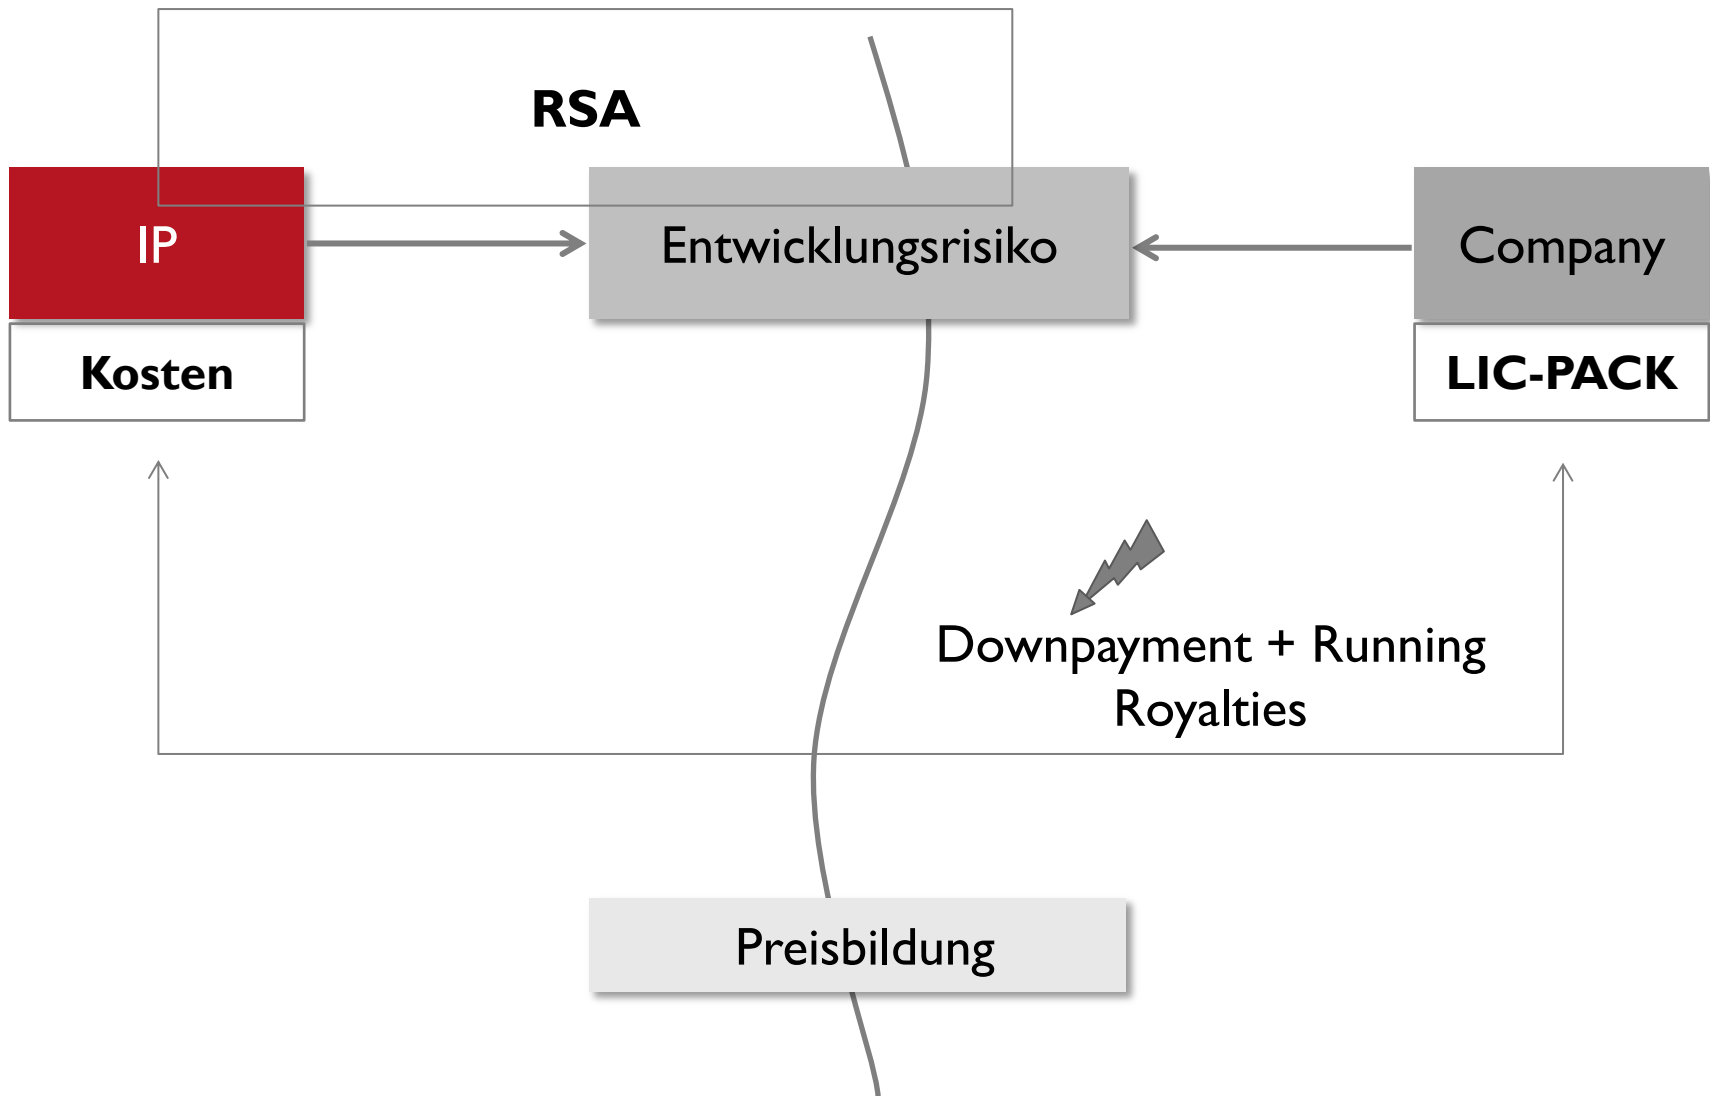 RSA
IP
Entwicklungsrisiko
Company
Kosten
LIC-PACK
Downpayment + Running
Royalties
Preisbildung